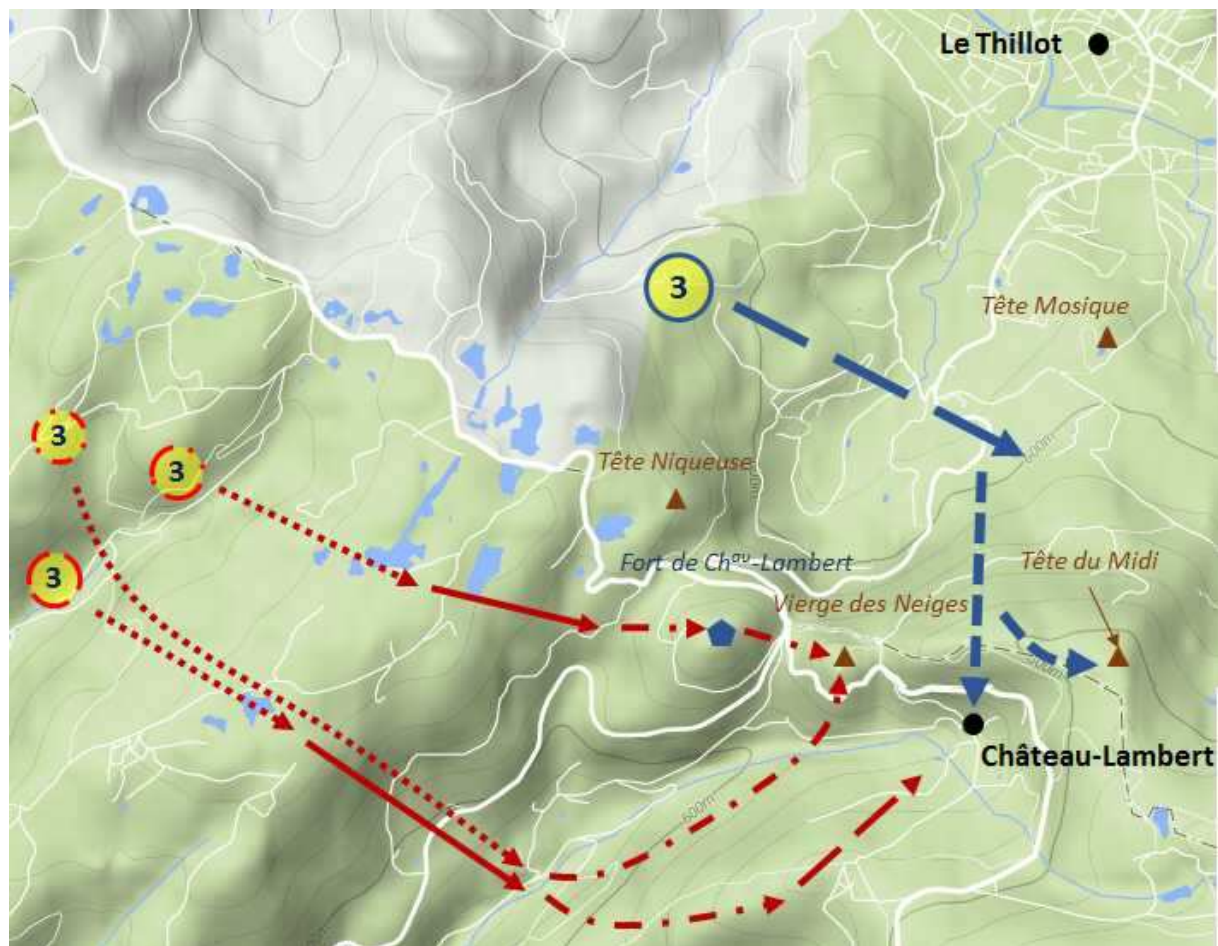 Le Thillot
3
Tête Mosique
3
3
Tête Niqueuse
600m
Fort de Chau-Lambert
Tête du Midi
3
Vierge des Neiges
Château-Lambert
600m